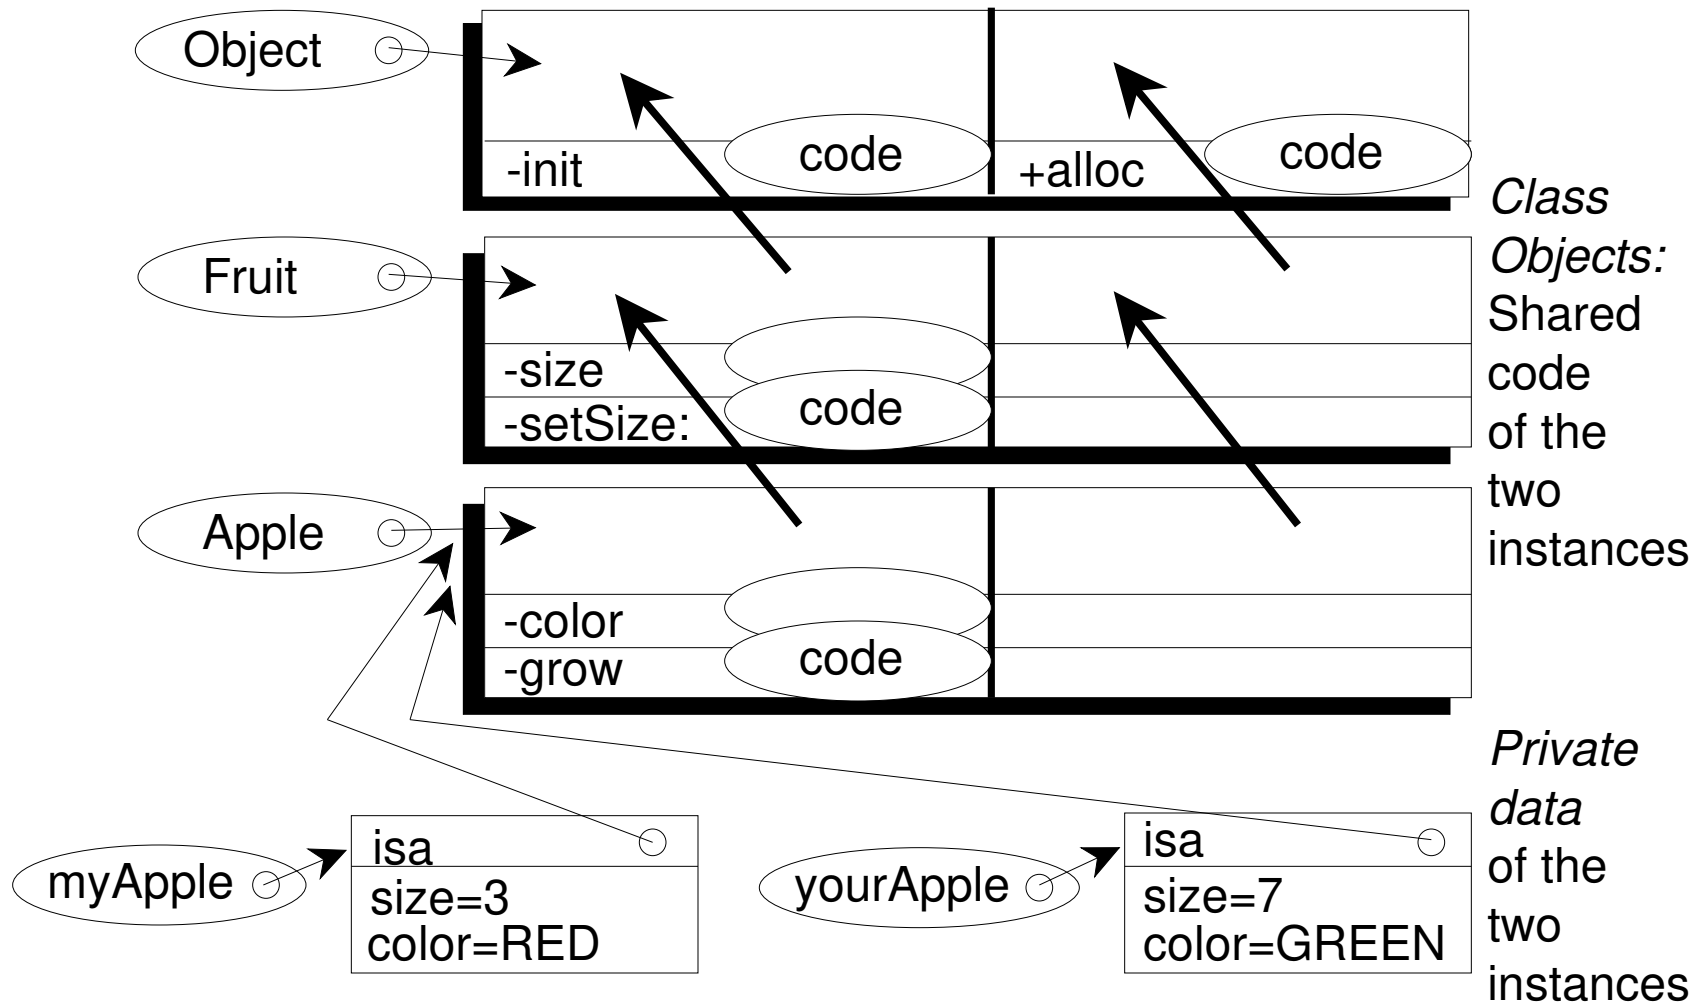 Object
code
code
-init
+alloc
Fruit
-size
code
-setSize:
Apple
-color
code
-grow
Class
Objects:
Shared
code
of the
two
instances
myApple
isa
size=3
color=RED
yourApple
isa
size=7
color=GREEN
Private
data
of the
two
instances